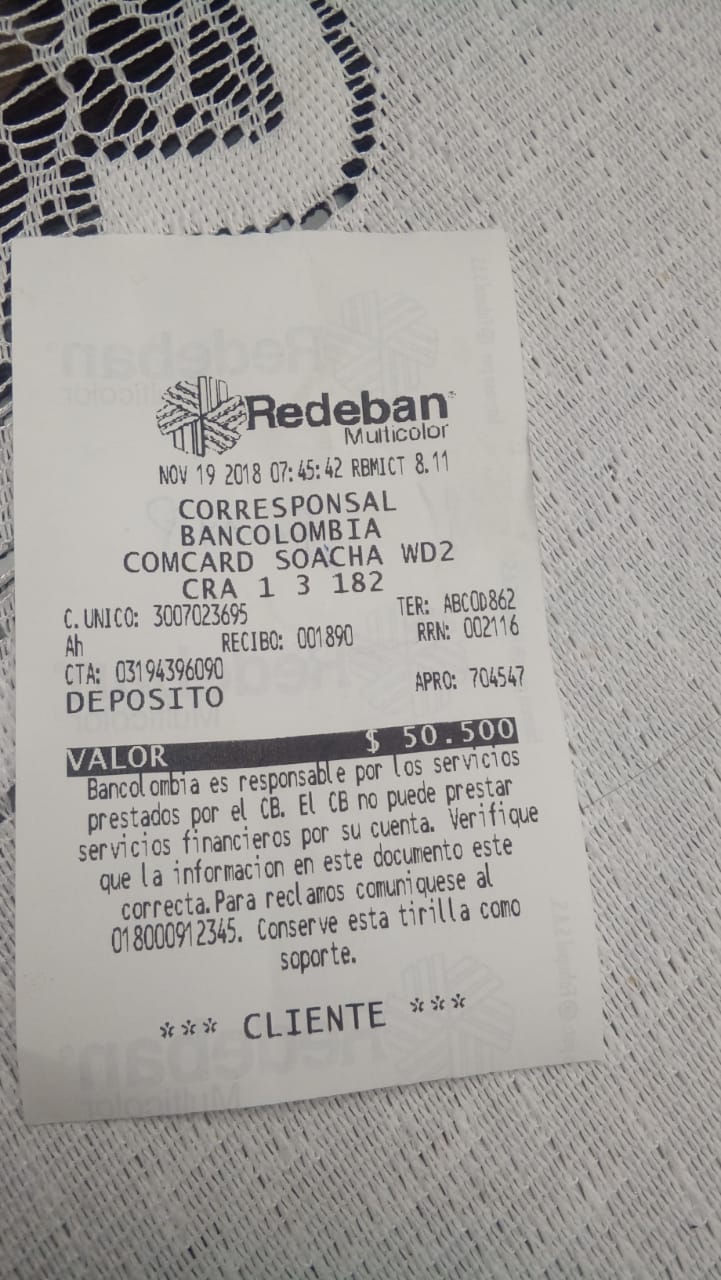 Redeban
Multicolor
NOV 19 2018 07:45:42 RBMICT 8.11
CORRESPONSAL
BANCOLOMBIA
COMCARD SOACHA WD2
CRA 1 3 182
C.UNICO: 3007023695 TER: ABCOD862
Ah RECIBO: 001890 RRN: 002116
CTA: 03194396090
DEPOSITO APRO: 704547
VALOR $ 50.500
Bancolombia es responsable por los servicios
prestados por el CB. El CB no puede prestar
servicios financieros por su cuenta. Verifique
que la informacion en este documento este
correcta.Para reclamos comuniquese al
018000912345. Conserve esta tirilla como
soporte.
*** CLIENTE ***